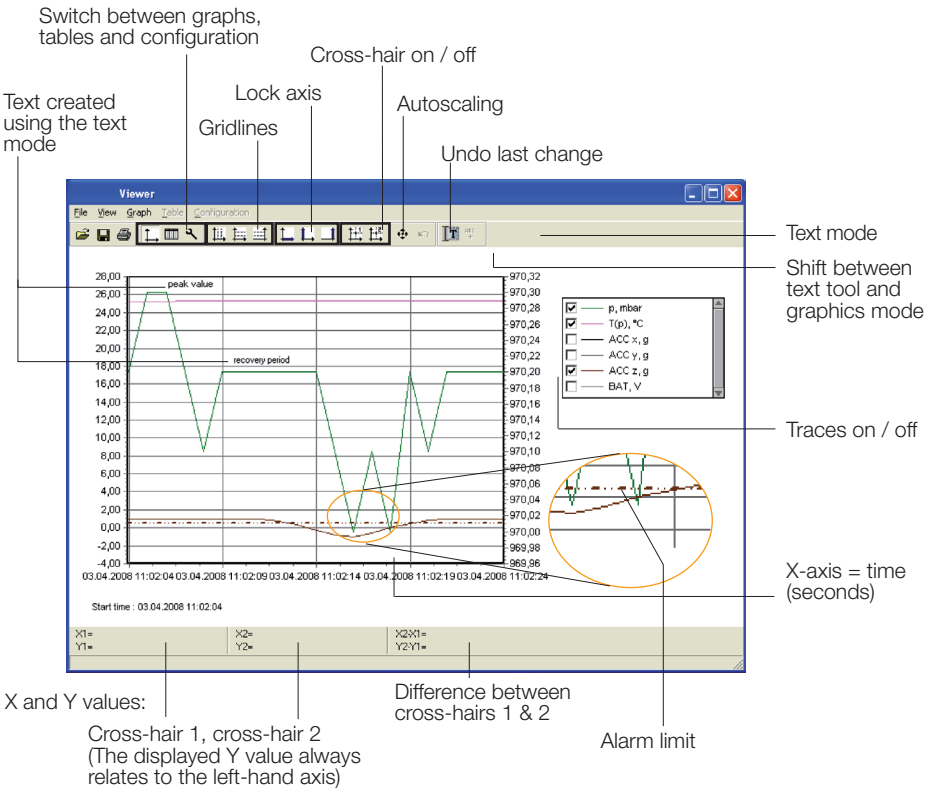 Switch between graphs,
tables and configuration
Cross-hair on / off
Lock axis
Autoscaling
Text created
using the text
mode
Gridlines
Undo last change
Viewer
File View Graph Table Configuration
Text mode
Shift between
text tool and
graphics mode
28,00
26,00
24,00
22,00
20,00
18,00
16,00
14,00
12,00
10,00
8,00
6,00
4,00
2,00
0,00
-2,00
-4,00
peak value
recovery period
970,32
970,30
970,28
970,26
970,24
970,22
970,20
970,18
970,16
970,14
970,12
970,10
970,08
970,06
970,04
970,02
970,00
969,98
969,96
p, mbar
T(p), °C
ACC x, g
ACC y, g
ACC z, g
BAT, V
Traces on / off
03.04.2008 11:02:04 03.04.2008 11:02:09 03.04.2008 11:02:14 03.04.2008 11:02:19 03.04.2008 11:02:24
Start time : 03.04.2008 11:02:04
X-axis = time
(seconds)
X1= X2= X2-X1=
Y1= Y2= Y2-Y1=
X and Y values:
Cross-hair 1, cross-hair 2
(The displayed Y value always
relates to the left-hand axis)
Difference between
cross-hairs 1 & 2
Alarm limit